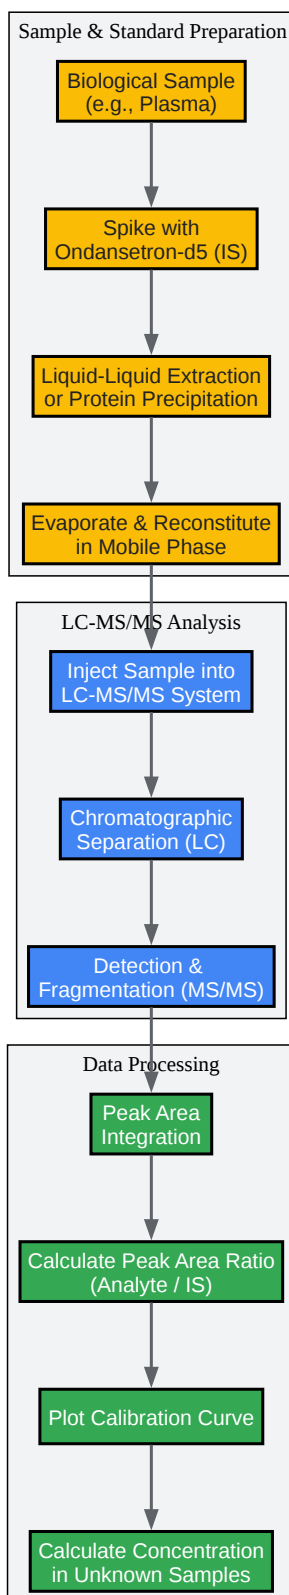 Sample & Standard Preparation
Biological Sample
(e.g., Plasma)
Spike with
Ondansetron-d5 (IS)
Liquid-Liquid Extraction
or Protein Precipitation
Evaporate & Reconstitute
in Mobile Phase
LC-MS/MS Analysis
Inject Sample into
LC-MS/MS System
Chromatographic
Separation (LC)
Detection &
Fragmentation (MS/MS)
Data Processing
Peak Area
Integration
Calculate Peak Area Ratio
(Analyte / IS)
Plot Calibration Curve
Calculate Concentration
in Unknown Samples